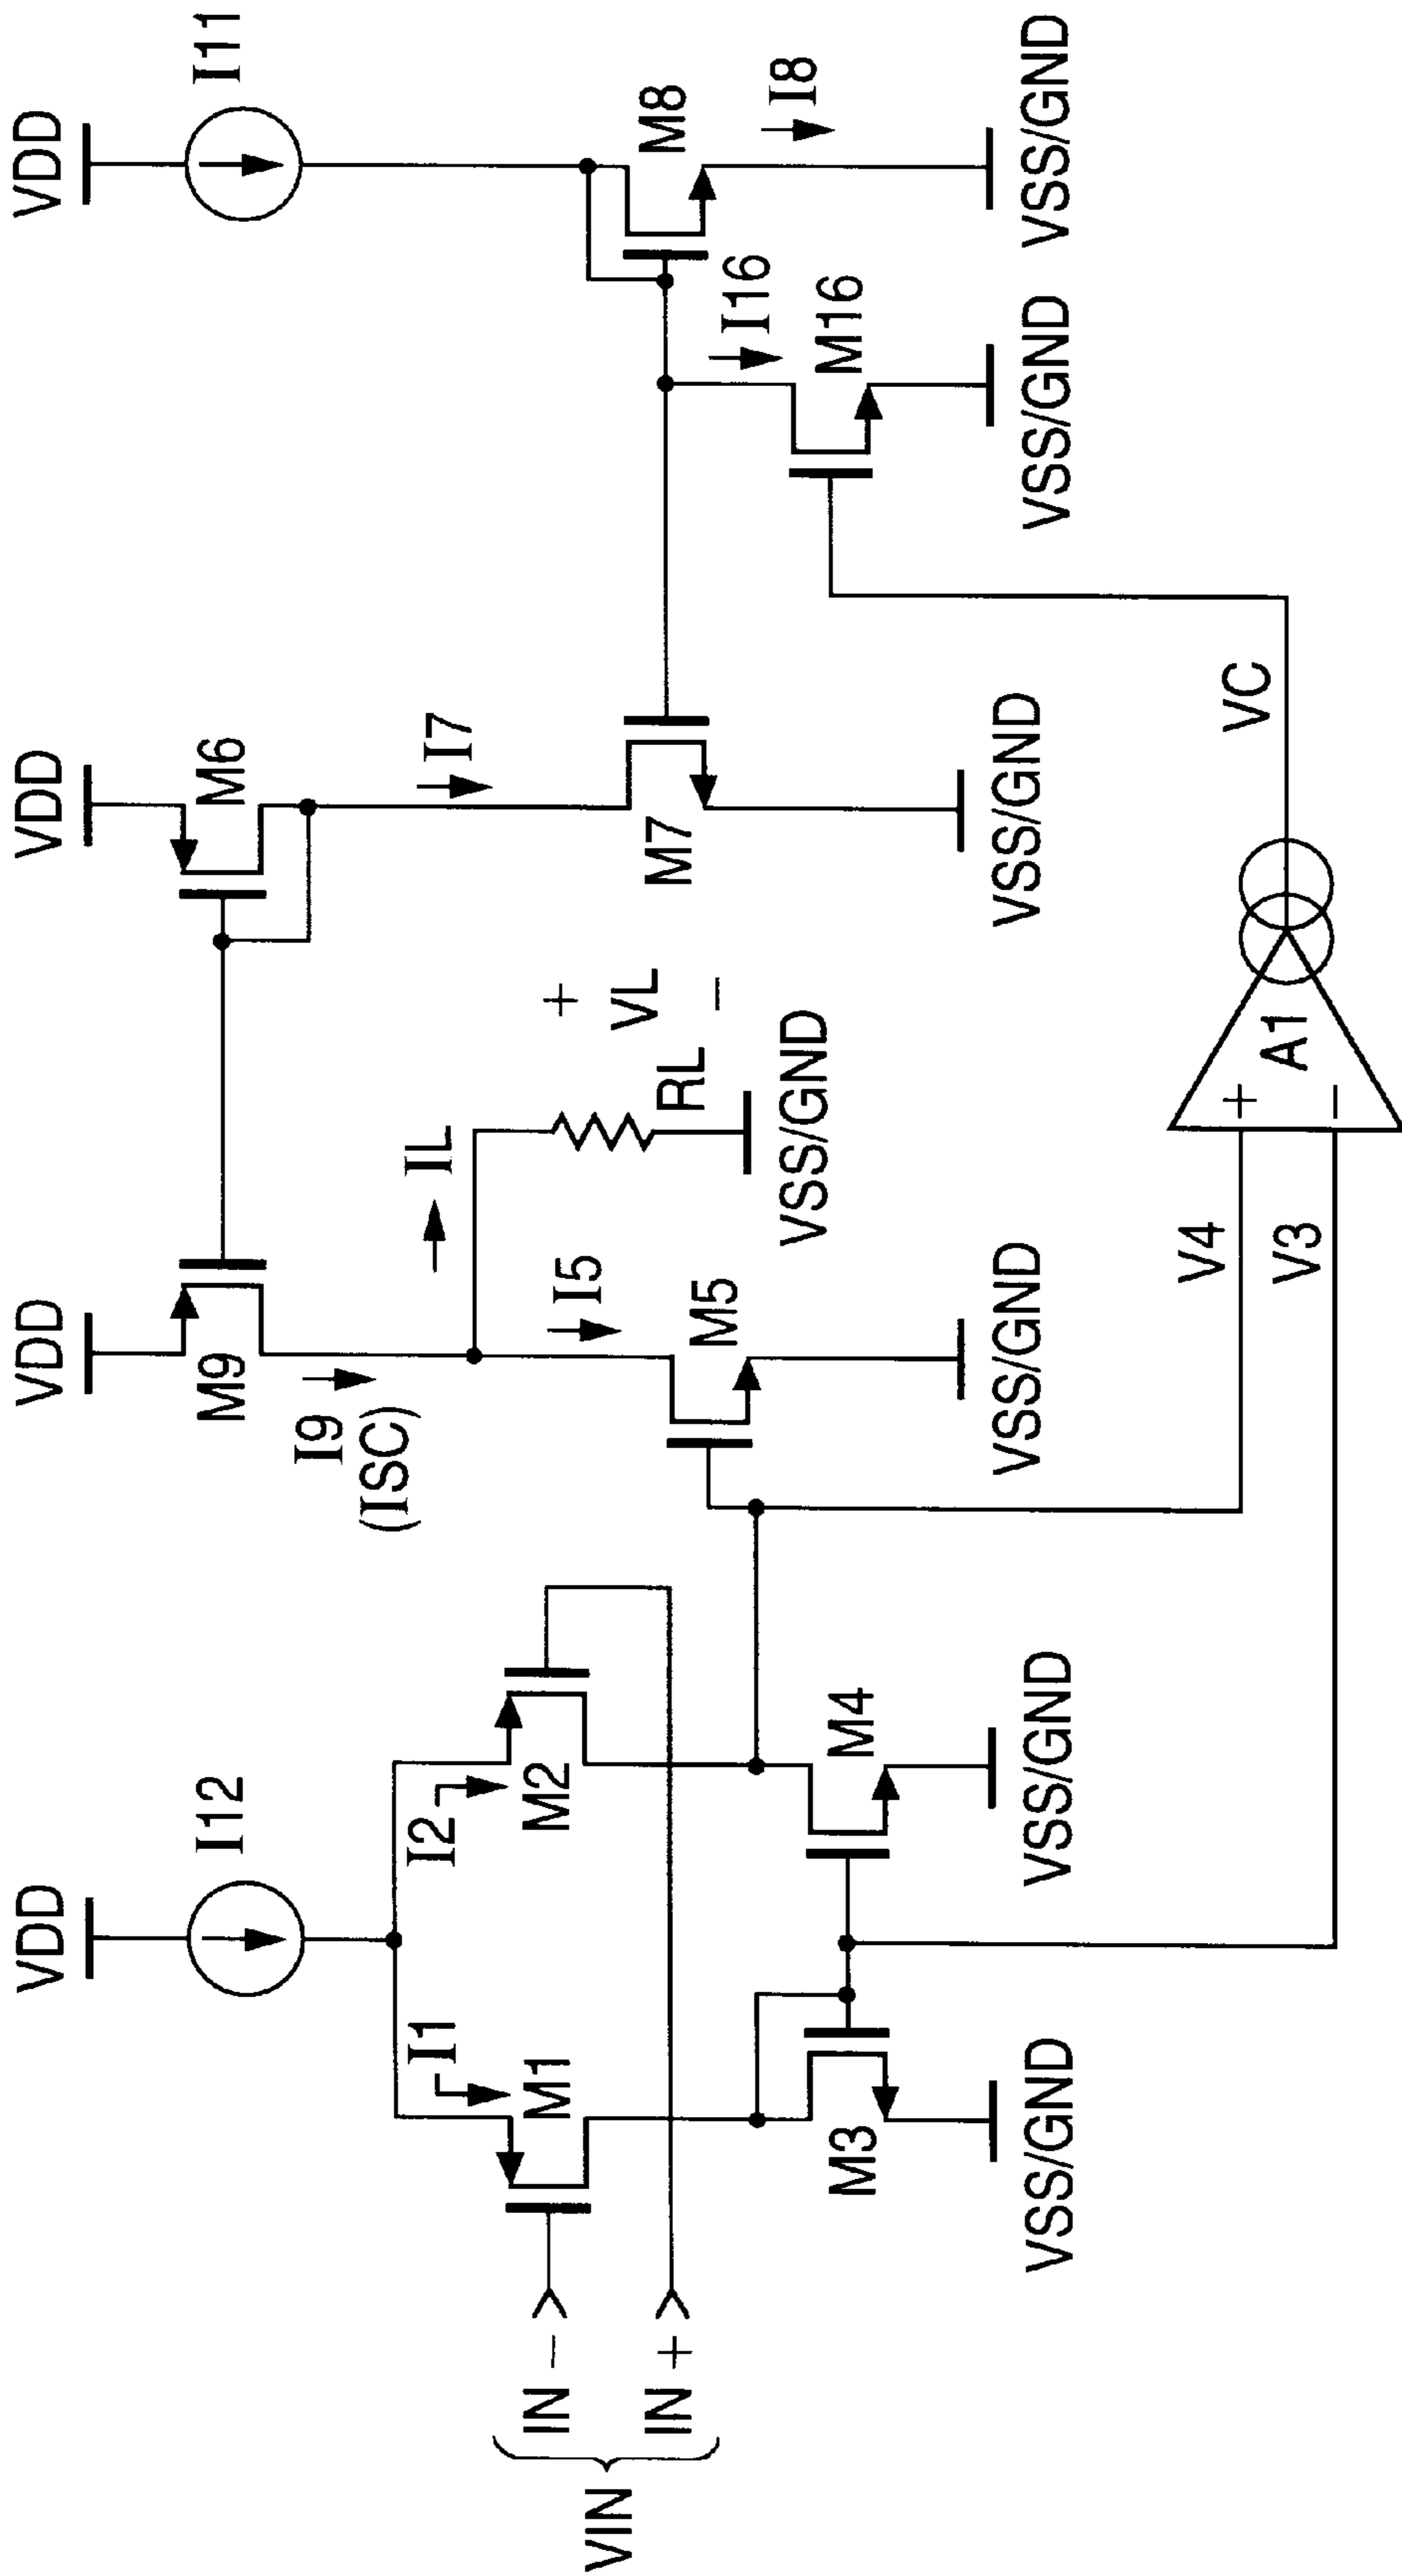 VDD
VDD
VDD
VDD
I12
M9
M6
I11
I1
I2
I9
(ISC)
IL
I7
M1
M2
I5
VL
+
−
RL
M5
M7
I16
M8
I8
VIN
IN −
IN +
M3
M4
M16
VSS/GND
VSS/GND
VSS/GND
VSS/GND
VSS/GND
VSS/GND
VSS/GND
V4
V3
+
−
A1
VC